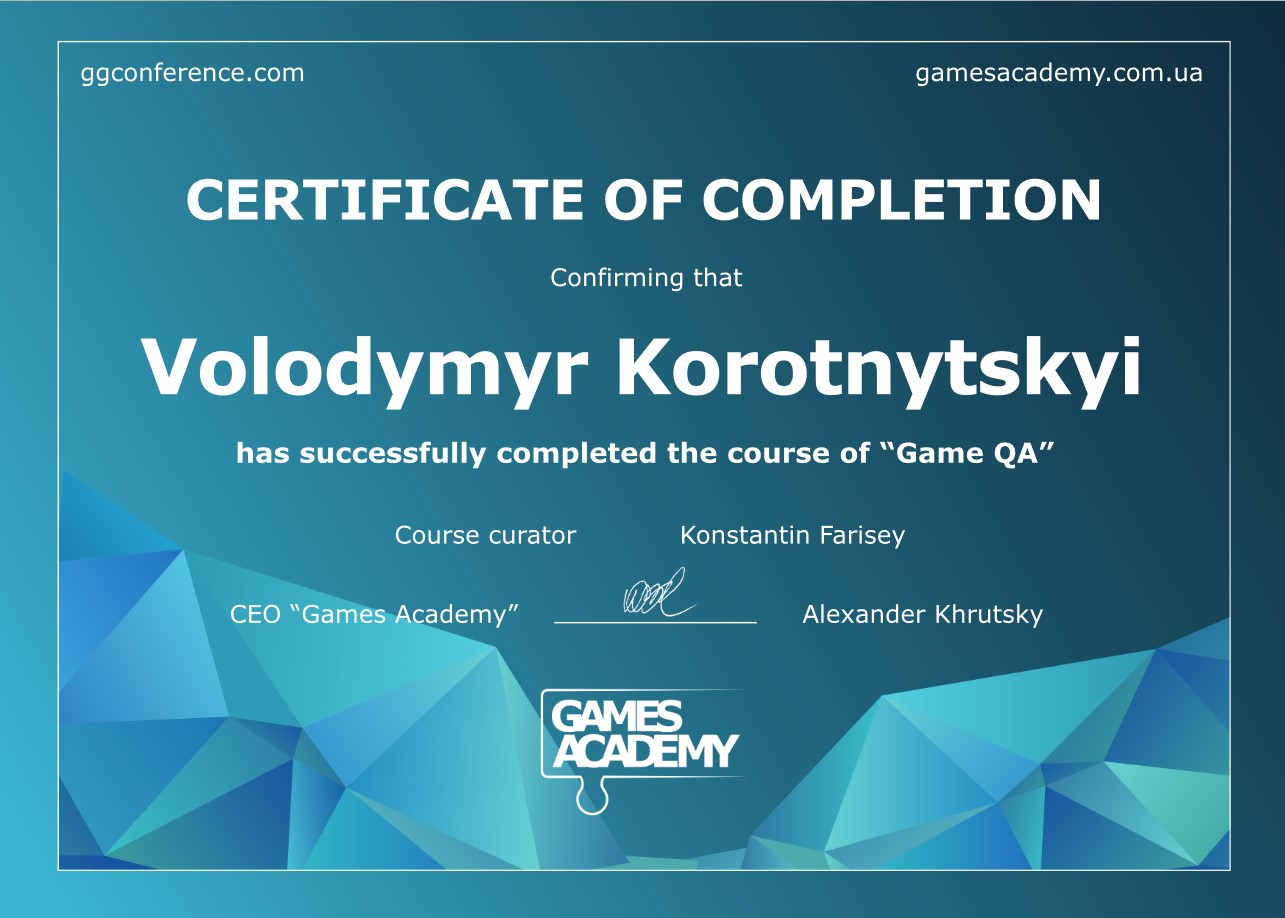 ggconference.com
gamesacademy.com.ua
CERTIFICATE OF COMPLETION
Confirming that
Volodymyr Korotnytskyi
has successfully completed the course of “Game QA”
Course curator Konstantin Farisey
CEO “Games Academy” Alexander Khrutsky
GAMES
ACADEMY